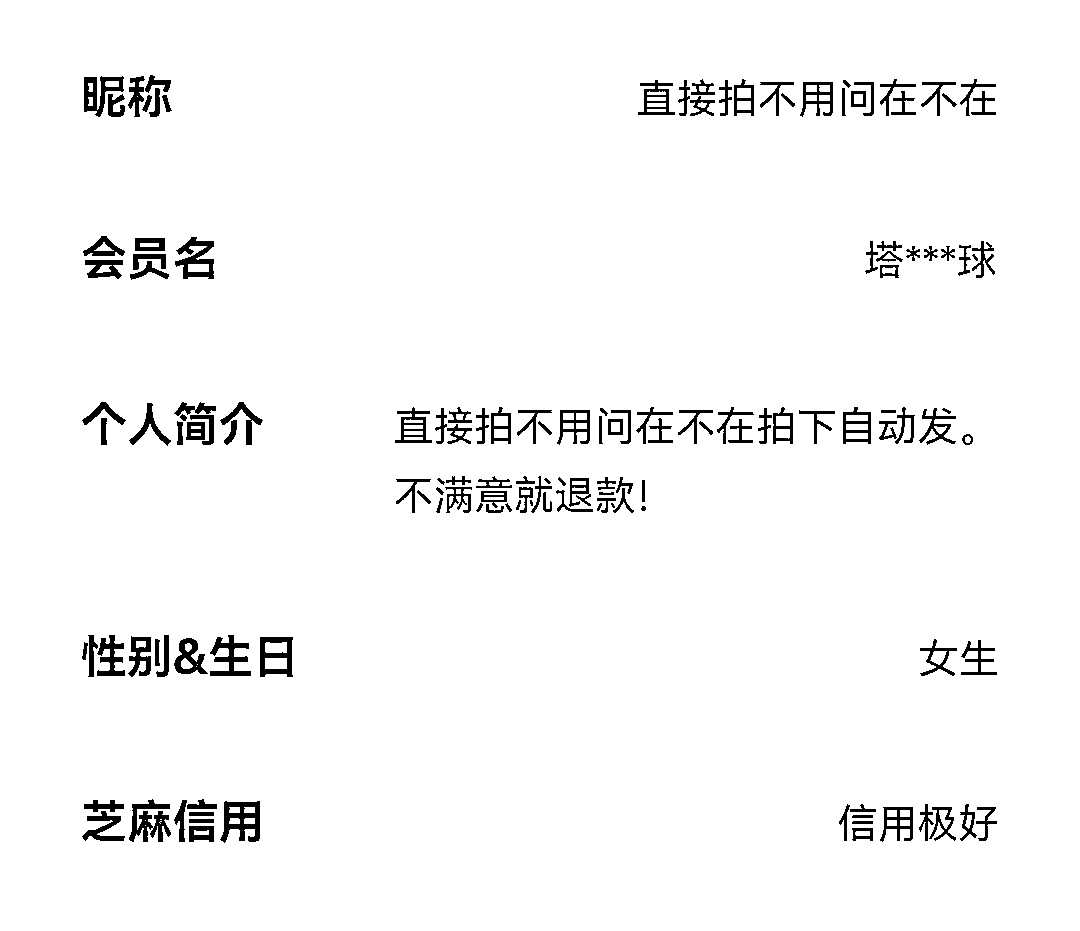 昵称 直接拍不用问在不在
会员名 塔***球
个人简介 直接拍不用问在不在拍下自动发。
不满意就退款!
性别&生日 女生
芝麻信用 信用极好